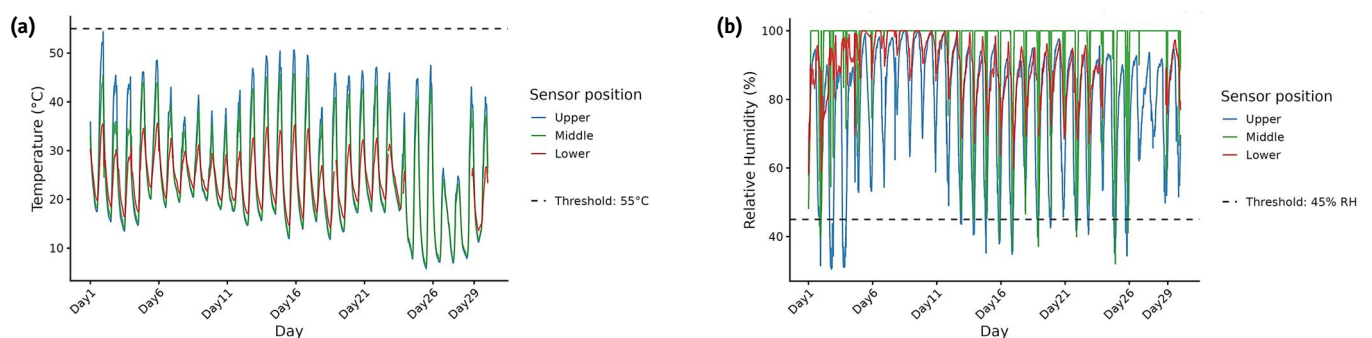 (a)
Temperature (°C)
50
40
30
20
10
Day1
Day6
Day11
Day16
Day21
Day26
Day29
Day
Sensor position
Upper
Middle
Lower
Threshold: 55°C
(b)
Relative Humidity (%)
100
80
60
40
Day1
Day6
Day11
Day16
Day21
Day26
Day29
Day
Sensor position
Upper
Middle
Lower
Threshold: 45% RH